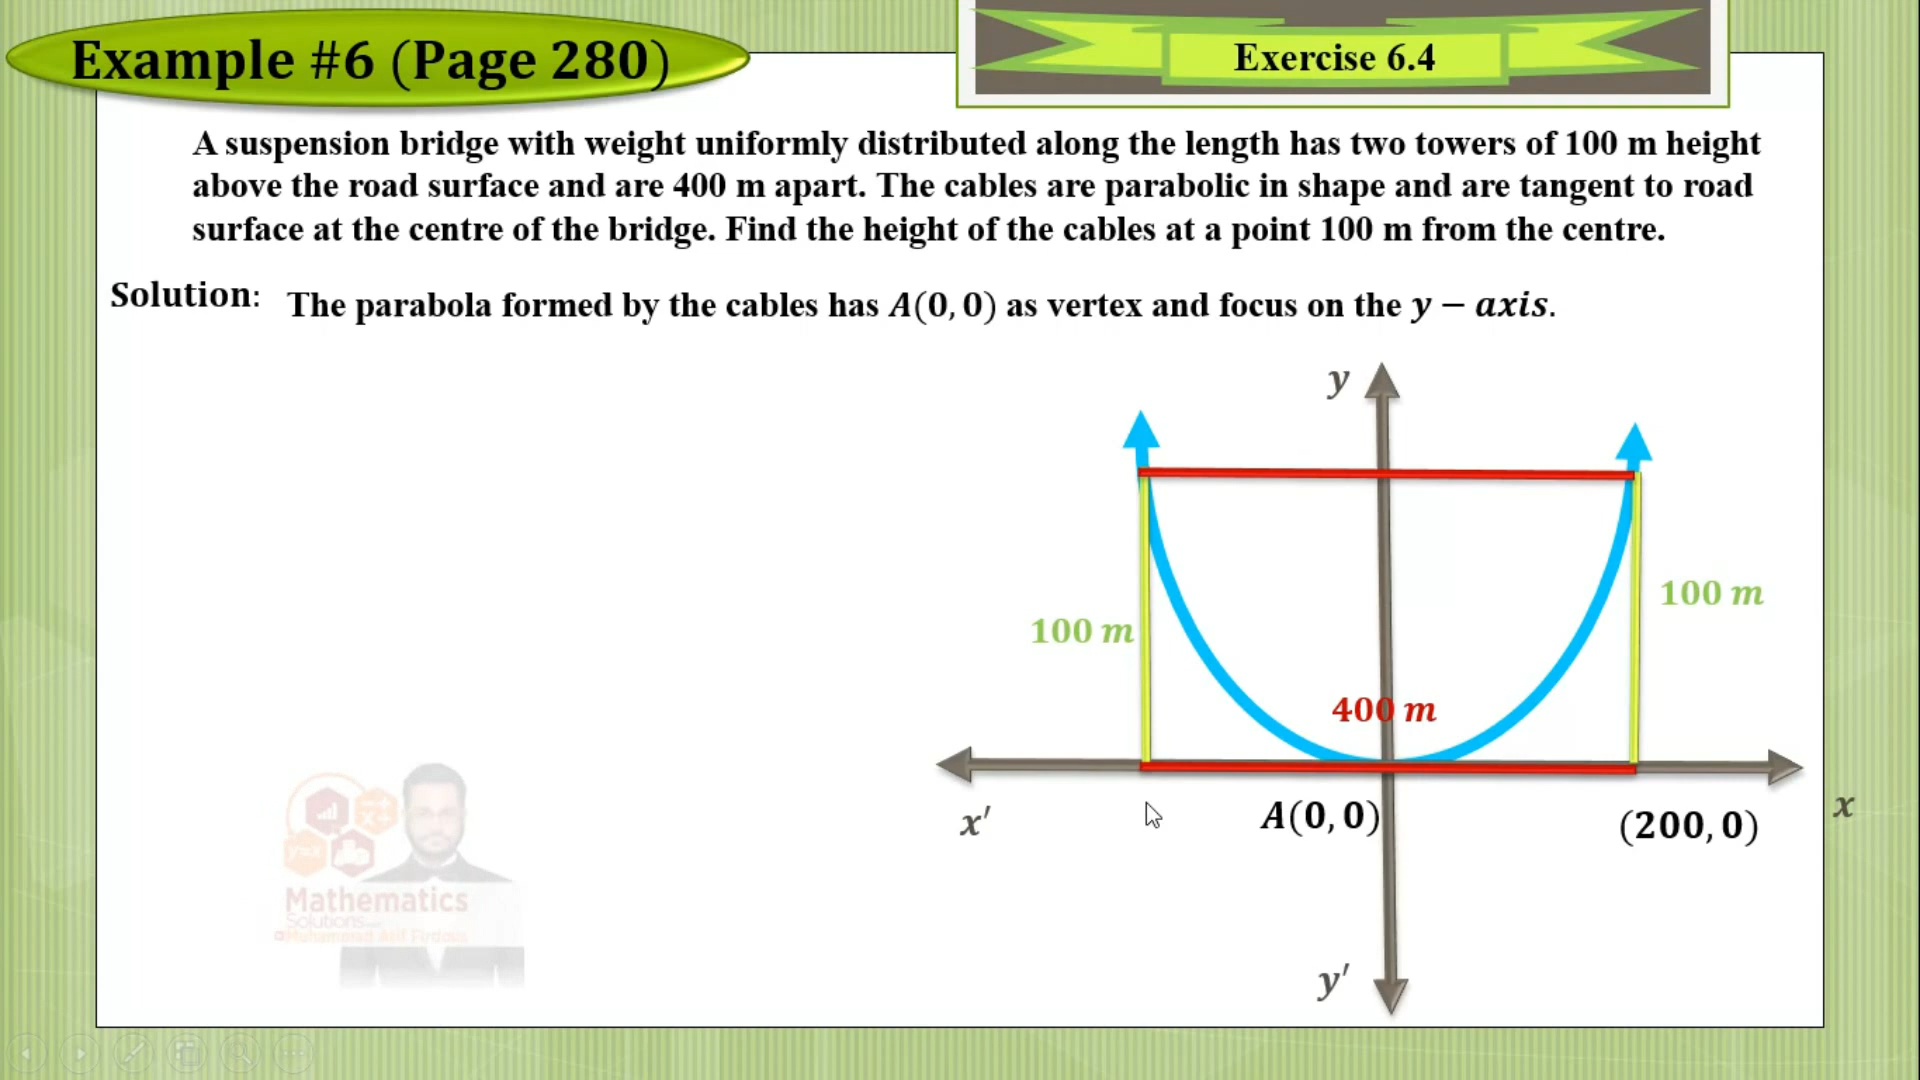 Example #6 (Page 280)
Exercise 6.4
A suspension bridge with weight uniformly distributed along the length has two towers of 100 m height
above the road surface and are 400 m apart. The cables are parabolic in shape and are tangent to road
surface at the centre of the bridge. Find the height of the cables at a point 100 m from the centre.
Solution: The parabola formed by the cables has A(0, 0) as vertex and focus on the y − axis.
y
100 m
100 m
400 m
x'
A(0, 0)
(200, 0)
x
y'
Mathematics
Solutions
Muhammad Atif Firdous